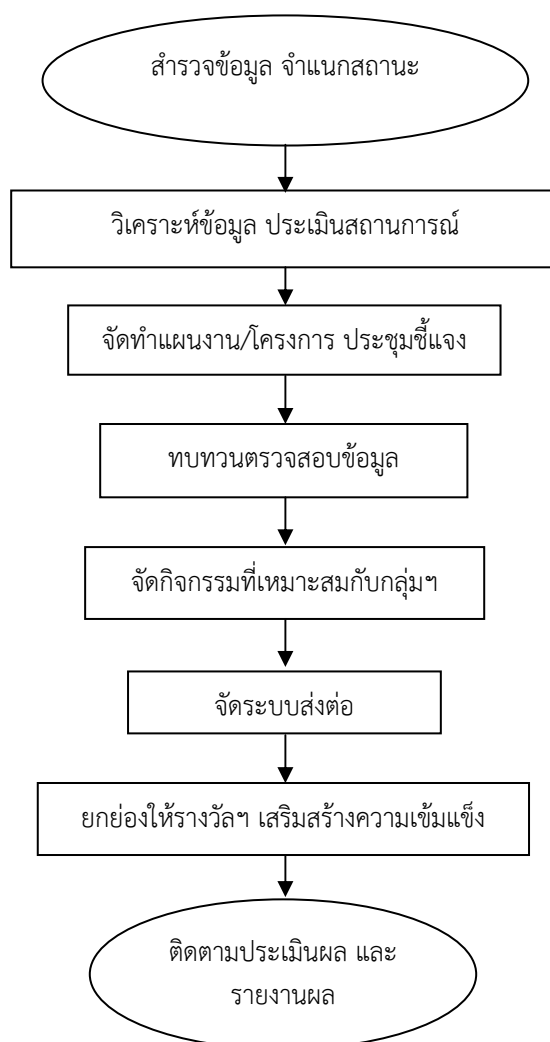 สำรวจข้อมูล จำแนกสถานะ
วิเคราะห์ข้อมูล ประเมินสถานการณ์
จัดทำแผนงาน/โครงการ ประชุมชี้แจง
ทบทวนตรวจสอบข้อมูล
จัดกิจกรรมที่เหมาะสมกับกลุ่มฯ
จัดระบบส่งต่อ
ยกย่องให้รางวัลฯ เสริมสร้างความเข้มแข็ง
ติดตามประเมินผล และ
รายงานผล